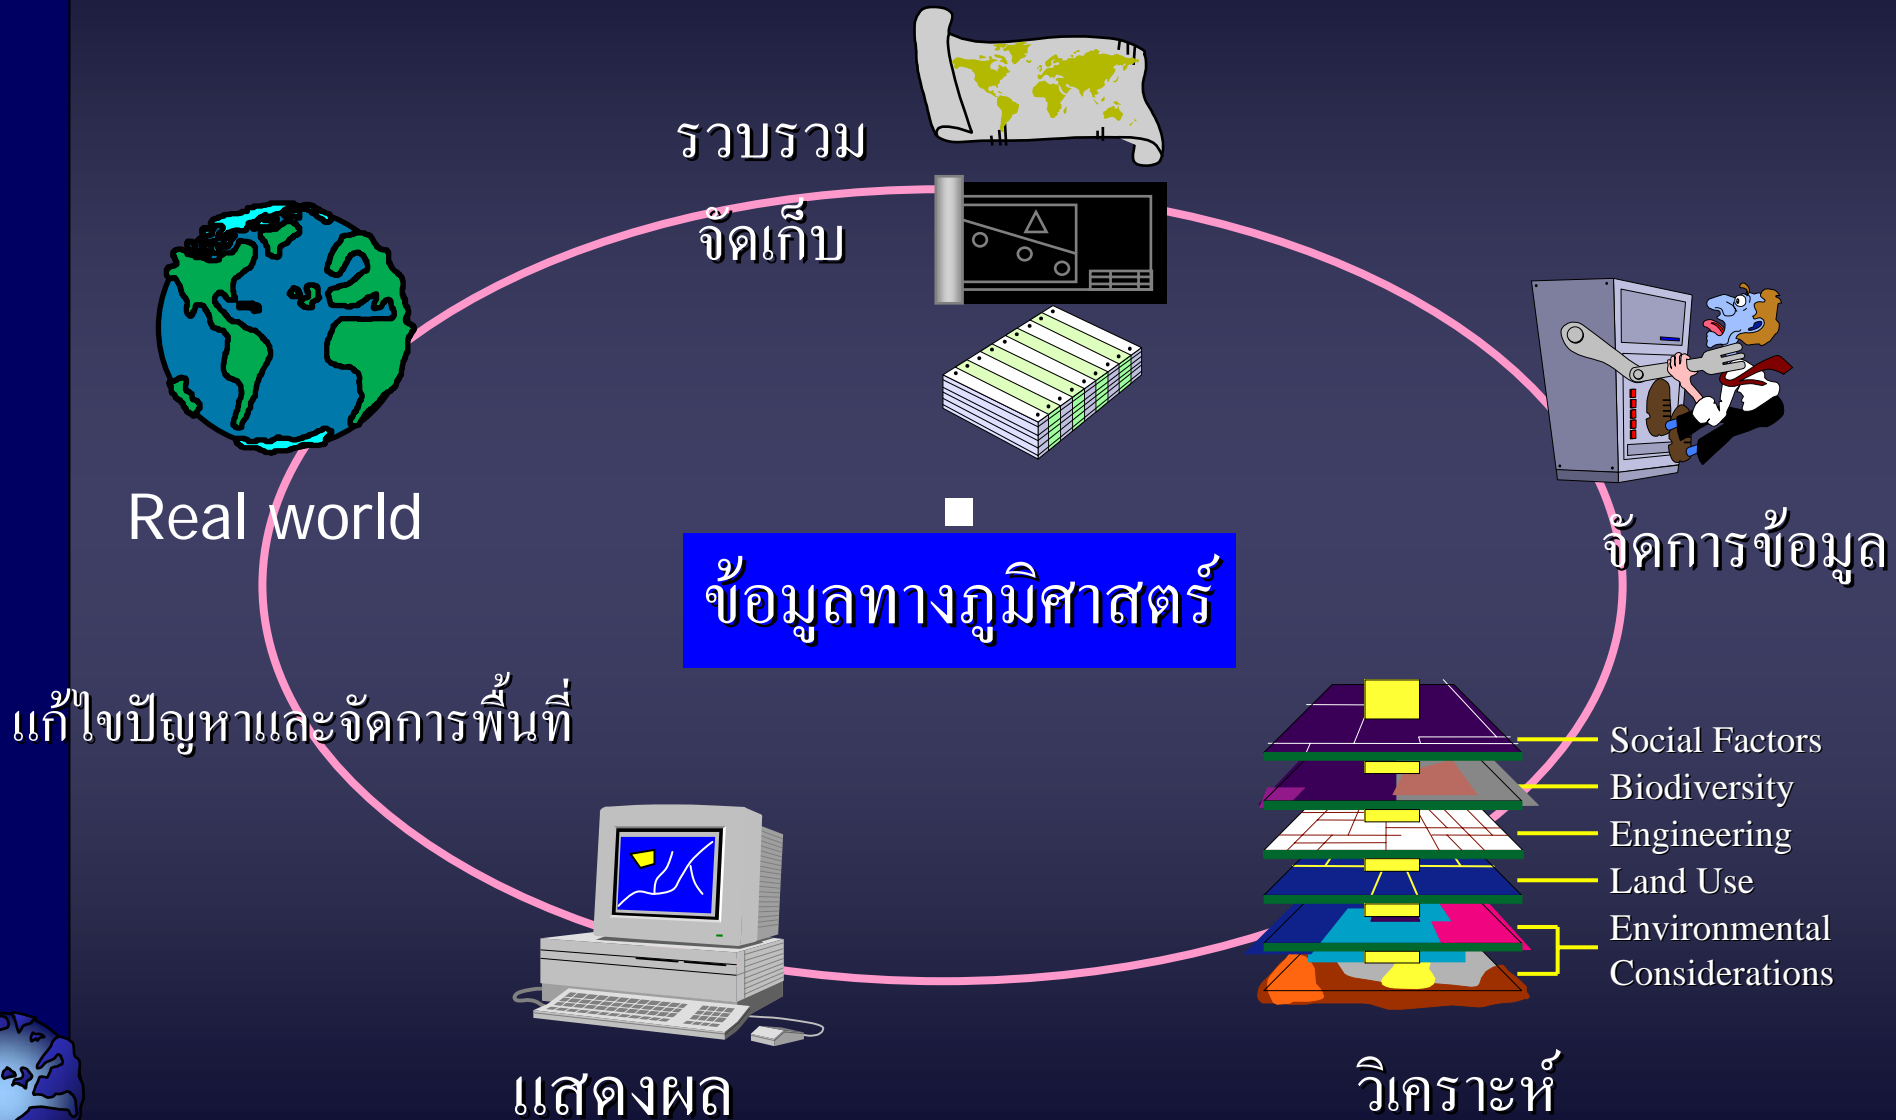 รวบรวม
จัดเก็บ
Real world
จัดการข้อมูล
ข้อมูลทางภูมิศาสตร์
แก้ไขปัญหาและจัดการพื้นที่
Social Factors
Biodiversity
Engineering
Land Use
Environmental
Considerations
แสดงผล
วิเคราะห์